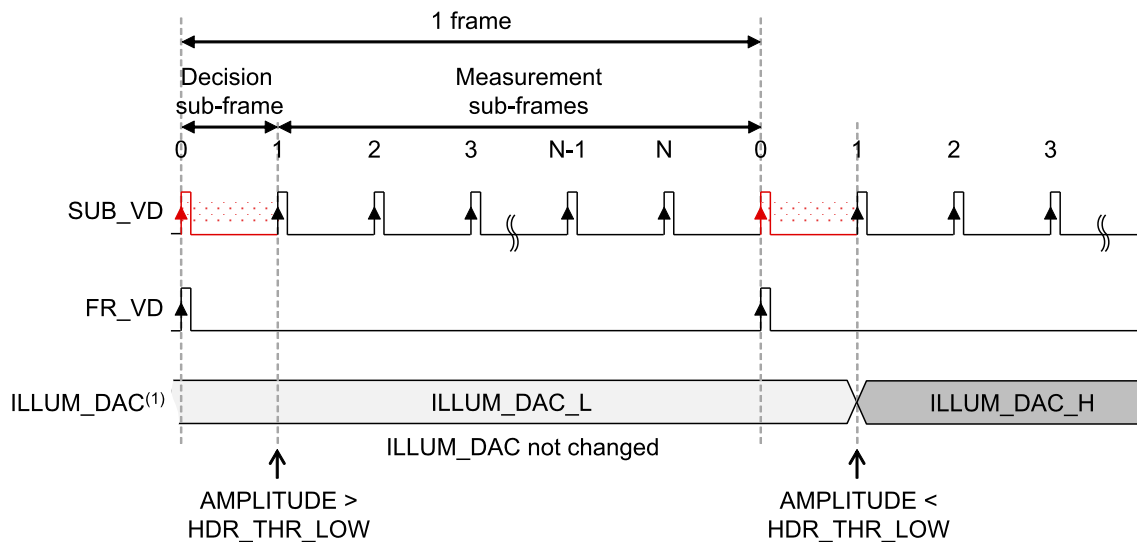 1 frame
Decision sub-frame
Measurement sub-frames
0 1 2 3 N-1 N 0 1 2 3
SUB_VD
FR_VD
ILLUM_DAC(1) ILLUM_DAC_L ILLUM_DAC_H
ILLUM_DAC not changed
AMPLITUDE > HDR_THR_LOW
AMPLITUDE < HDR_THR_LOW